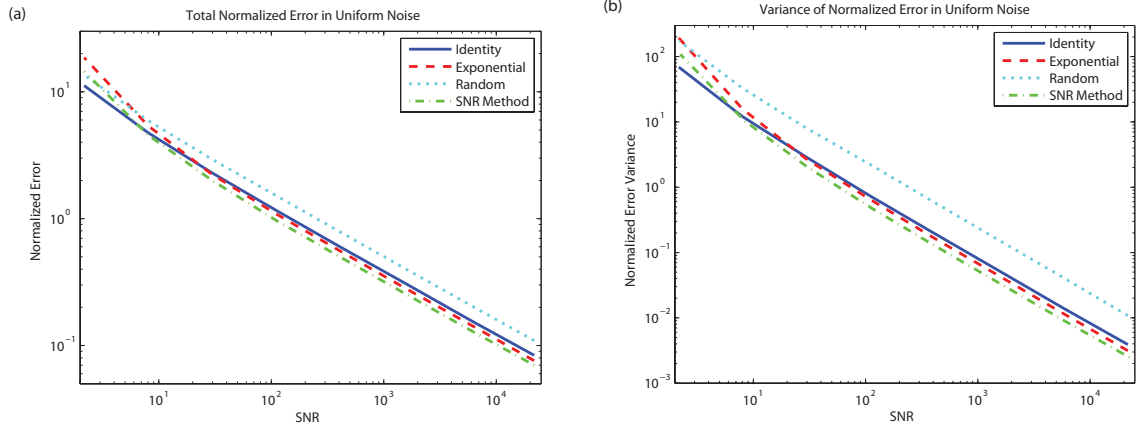 (a)
Total Normalized Error in Uniform Noise
Identity
Exponential
Random
SNR Method
Normalized Error
10^1
10^0
10^-1
10^1
10^2
10^3
10^4
SNR
(b)
Variance of Normalized Error in Uniform Noise
Identity
Exponential
Random
SNR Method
Normalized Error Variance
10^2
10^1
10^0
10^-1
10^-2
10^-3
10^1
10^2
10^3
10^4
SNR